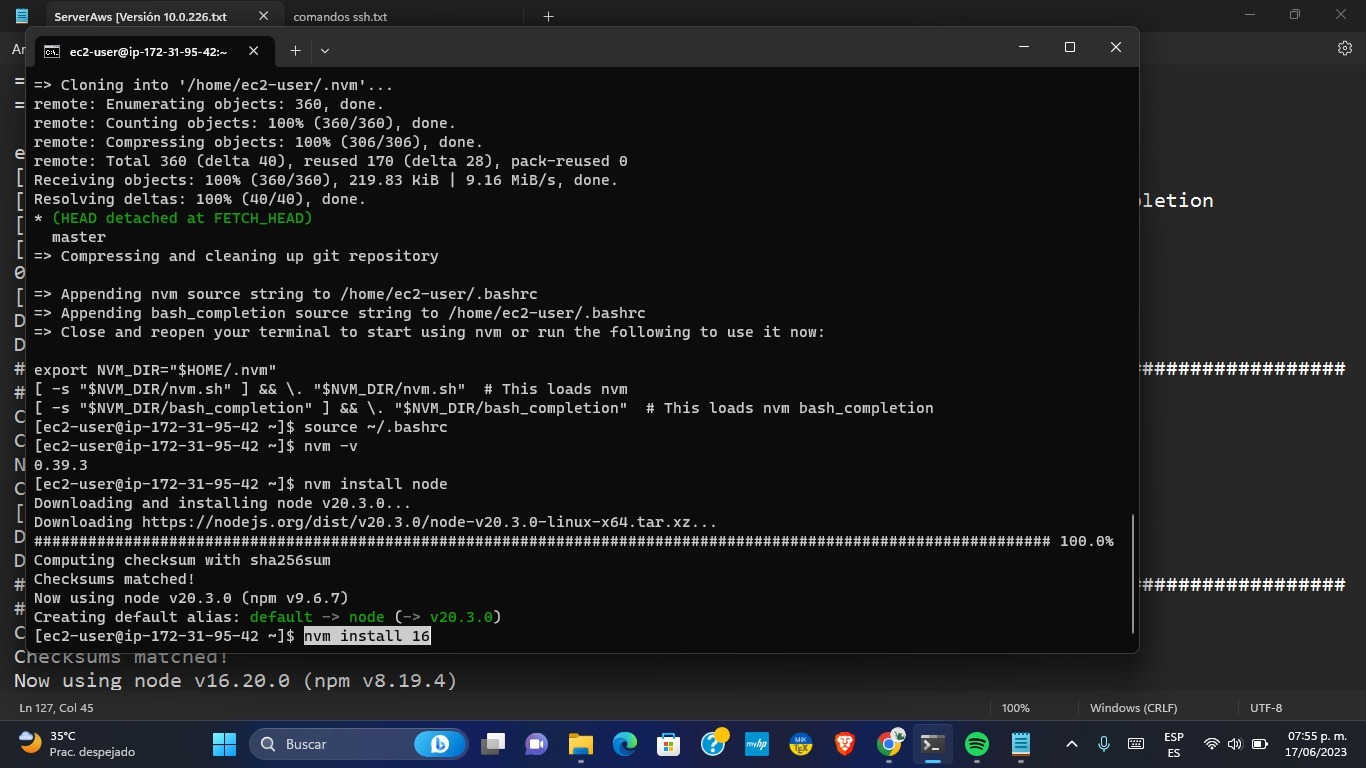 ServerAws [Versión 10.0.226.txt
comandos ssh.txt
ec2-user@ip-172-31-95-42:~
=> Cloning into '/home/ec2-user/.nvm'...
remote: Enumerating objects: 360, done.
remote: Counting objects: 100% (360/360), done.
remote: Compressing objects: 100% (306/306), done.
remote: Total 360 (delta 40), reused 170 (delta 28), pack-reused 0
Receiving objects: 100% (360/360), 219.83 KiB | 9.16 MiB/s, done.
Resolving deltas: 100% (40/40), done.
* (HEAD detached at FETCH_HEAD)
master
=> Compressing and cleaning up git repository
=> Appending nvm source string to /home/ec2-user/.bashrc
=> Appending bash_completion source string to /home/ec2-user/.bashrc
=> Close and reopen your terminal to start using nvm or run the following to use it now:
export NVM_DIR="$HOME/.nvm"
[ -s "$NVM_DIR/nvm.sh" ] && \. "$NVM_DIR/nvm.sh"  # This loads nvm
[ -s "$NVM_DIR/bash_completion" ] && \. "$NVM_DIR/bash_completion"  # This loads nvm bash_completion
[ec2-user@ip-172-31-95-42 ~]$ source ~/.bashrc
[ec2-user@ip-172-31-95-42 ~]$ nvm -v
0.39.3
[ec2-user@ip-172-31-95-42 ~]$ nvm install node
Downloading and installing node v20.3.0...
Downloading https://nodejs.org/dist/v20.3.0/node-v20.3.0-linux-x64.tar.xz...
################################################################################################################# 100.0%
Computing checksum with sha256sum
Checksums matched!
Now using node v20.3.0 (npm v9.6.7)
Creating default alias: default -> node (-> v20.3.0)
[ec2-user@ip-172-31-95-42 ~]$ nvm install 16
Checksums matched!
Now using node v16.20.0 (npm v8.19.4)
Ln 127, Col 45
100%
Windows (CRLF)
UTF-8
35°C
Prac. despejado
Buscar
myhp
MiK
TEX
ESP
ES
07:55 p. m.
17/06/2023